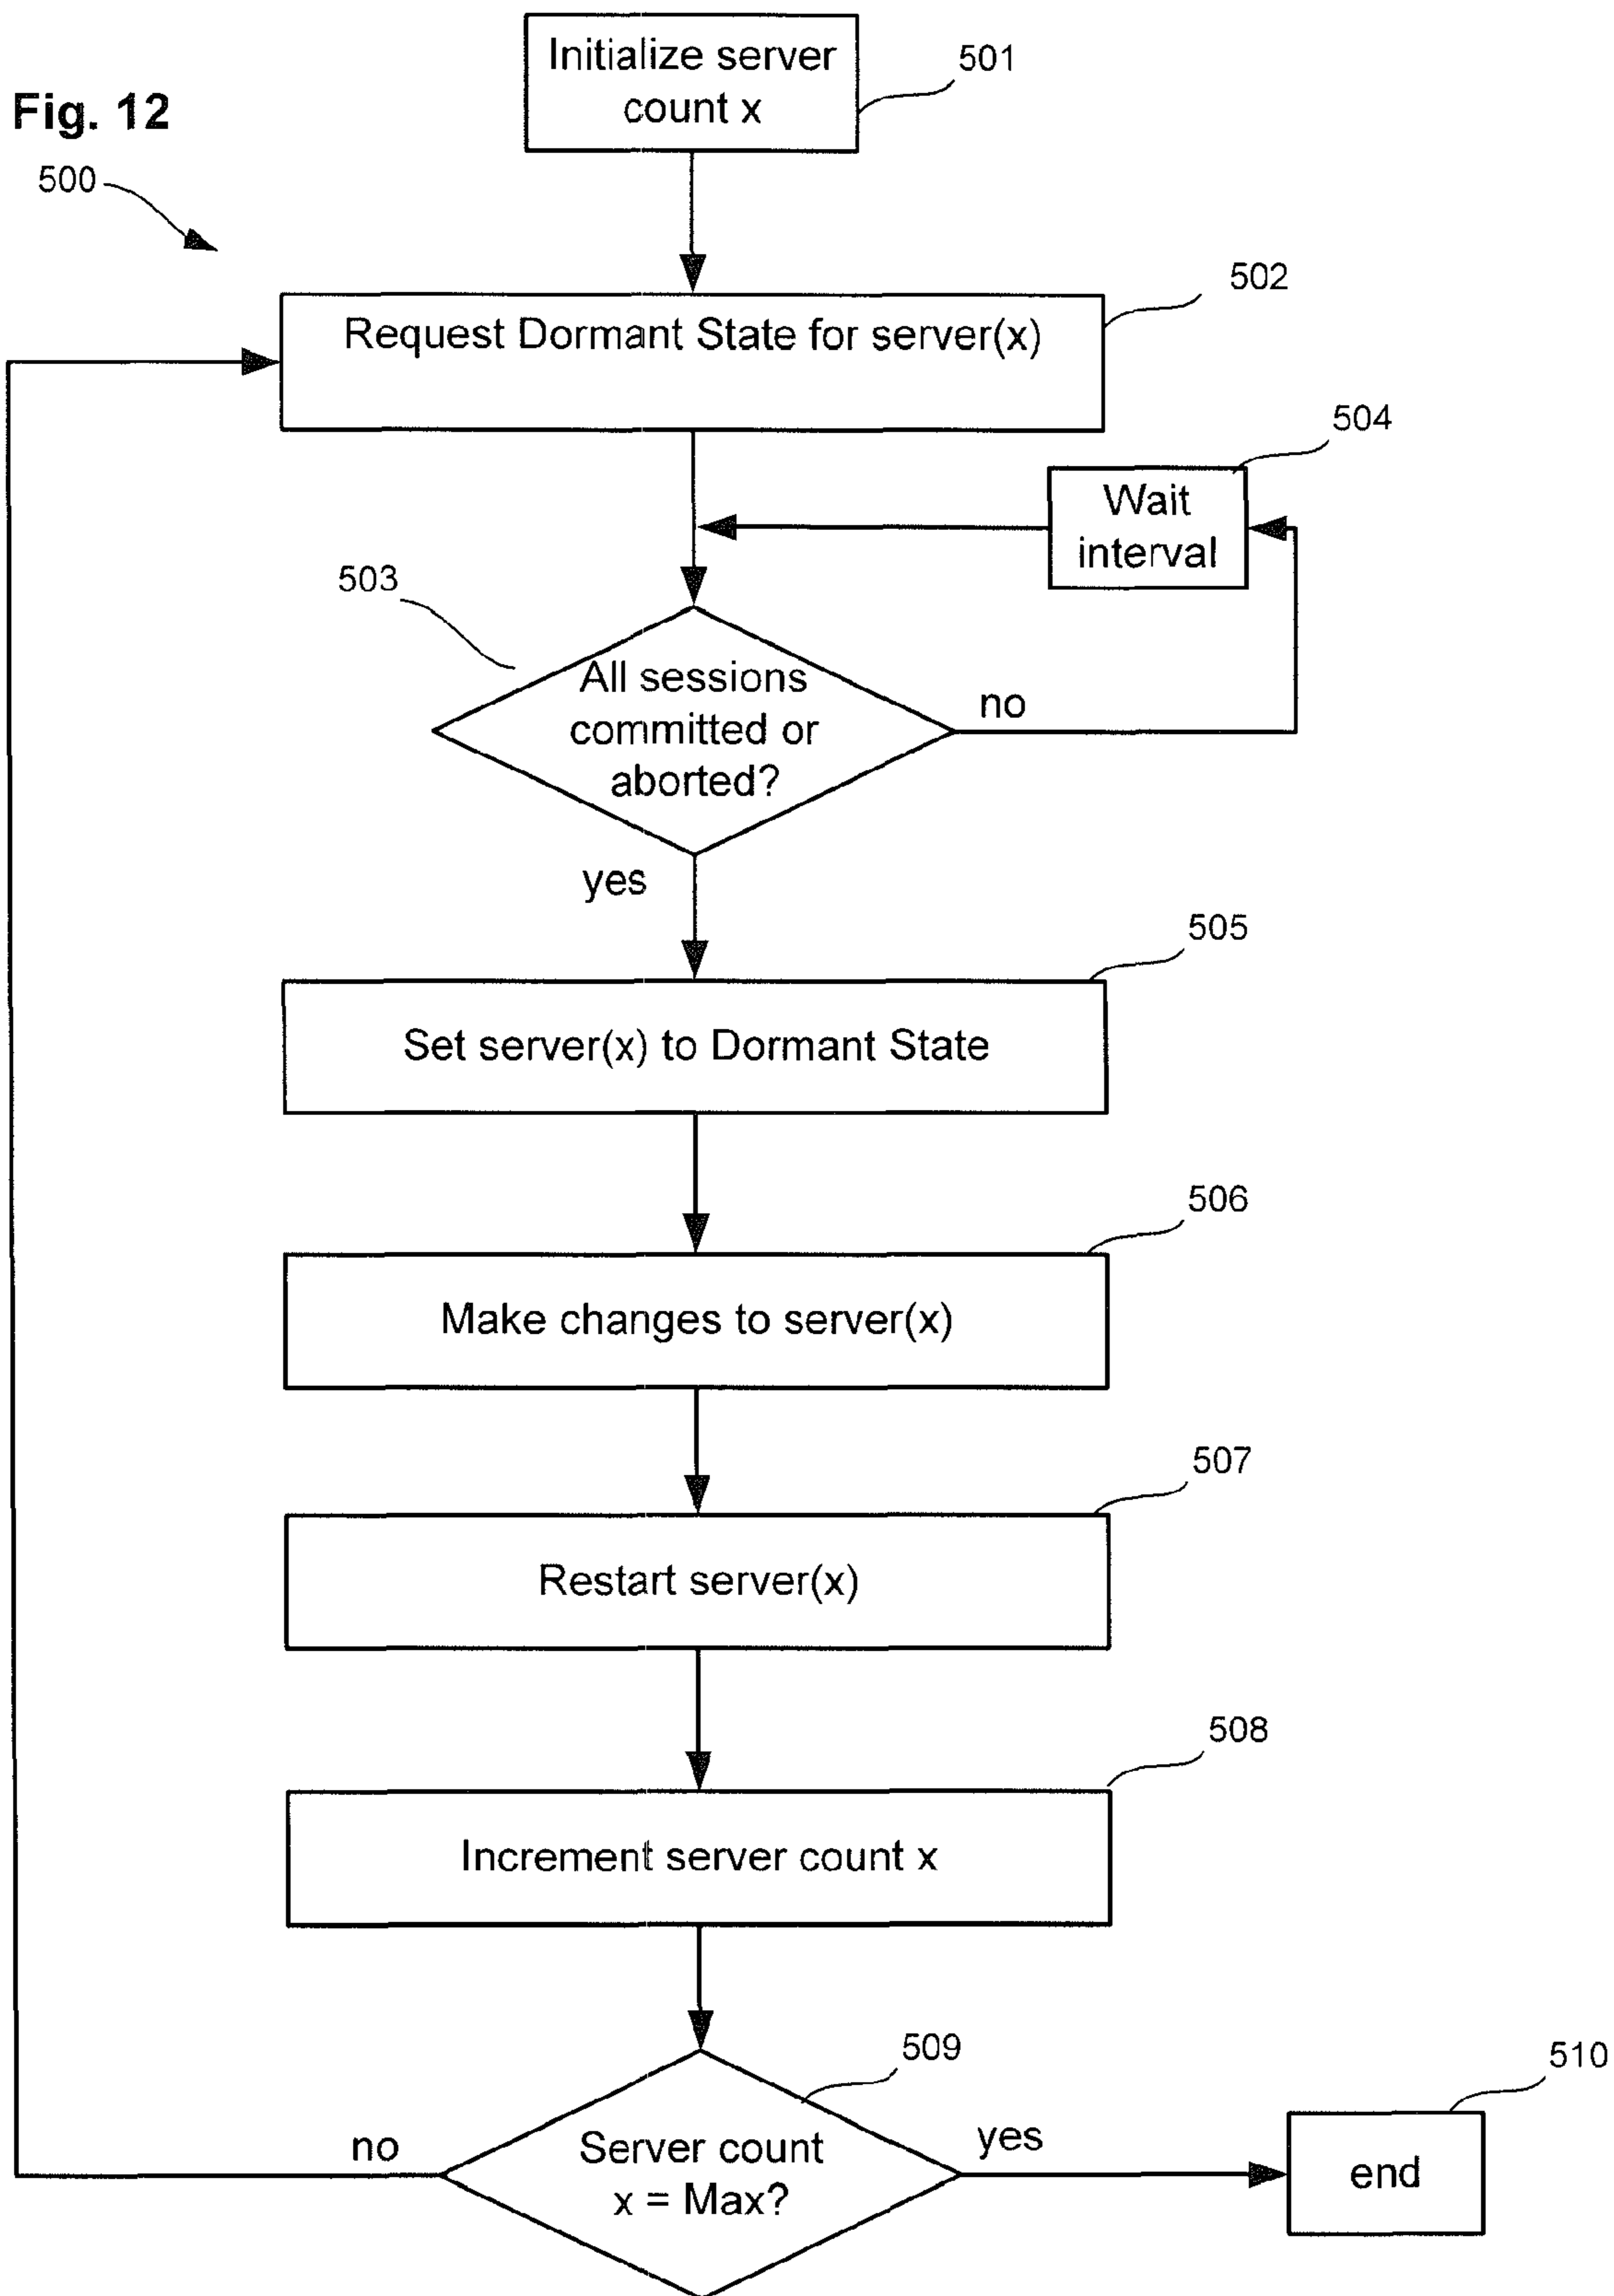 Initialize server
count x
501
Fig. 12
500
502
Request Dormant State for server(x)
504
Wait
interval
503
All sessions
committed or
aborted?
no
yes
505
Set server(x) to Dormant State
506
Make changes to server(x)
507
Restart server(x)
508
Increment server count x
509
510
no
Server count
x = Max?
yes
end